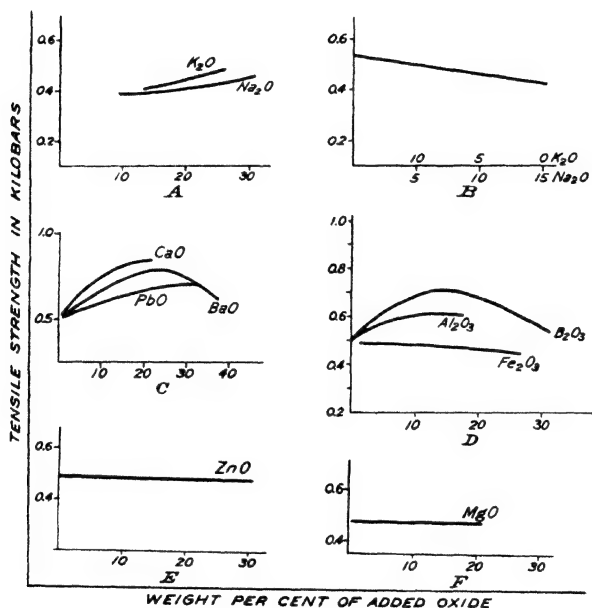 TENSILE STRENGTH IN KILOBARS
0.6
0.4
0.2
K₂O
Na₂O
10 20 30
A
0.6
0.4
0.2
10 5 0 K₂O
5 10 15 Na₂O
B
1.0
0.5
CaO
PbO
BaO
10 20 30 40
C
1.0
0.8
0.6
0.4
0.2
Al₂O₃
B₂O₃
Fe₂O₃
10 20 30
D
0.6
0.4
ZnO
10 20 30
E
0.6
0.4
MgO
10 20 30
F
WEIGHT PER CENT OF ADDED OXIDE